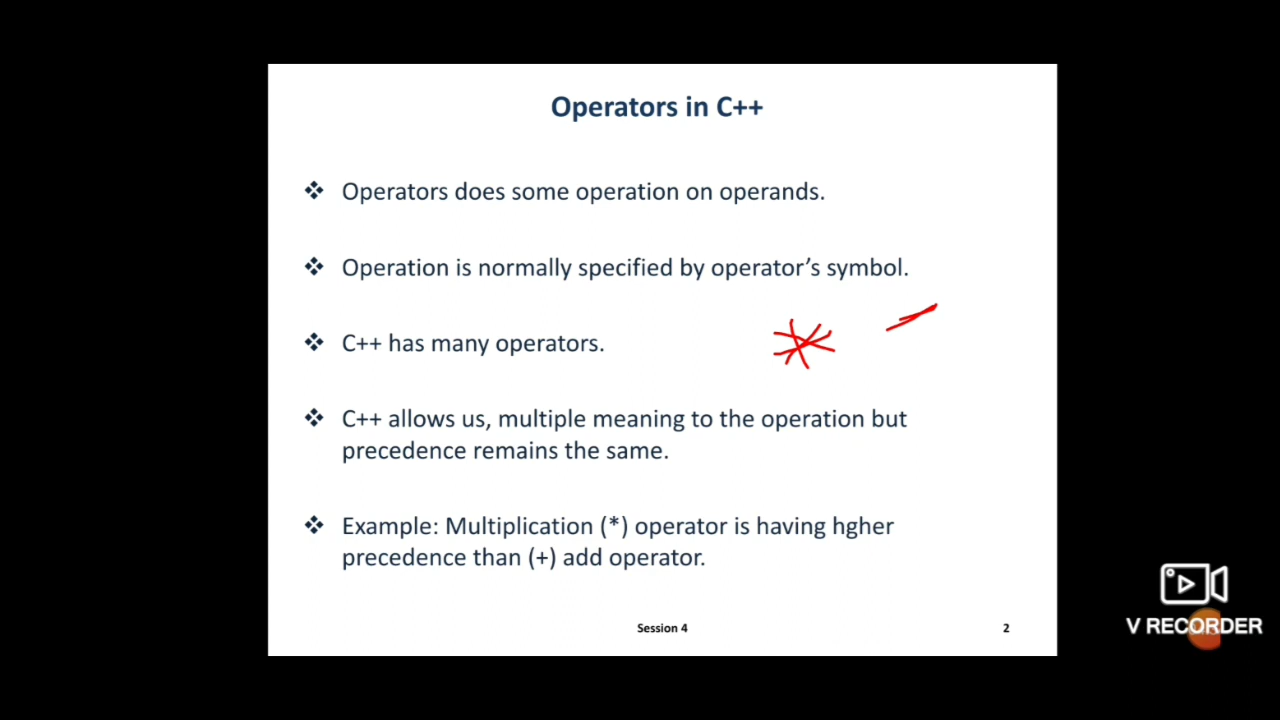 Operators in C++
❖ Operators does some operation on operands.
❖ Operation is normally specified by operator’s symbol.
❖ C++ has many operators.
*
❖ C++ allows us, multiple meaning to the operation but
precedence remains the same.
❖ Example: Multiplication (*) operator is having hgher
precedence than (+) add operator.
Session 4
2
V RECORDER